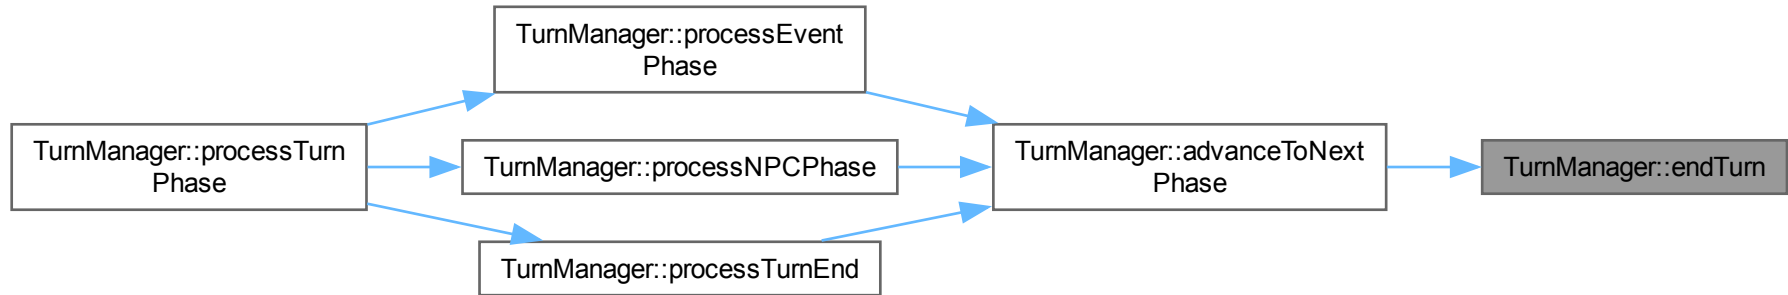 TurnManager::processTurn
Phase
TurnManager::processEvent
Phase
TurnManager::processNPCPhase
TurnManager::processTurnEnd
TurnManager::advanceToNext
Phase
TurnManager::endTurn